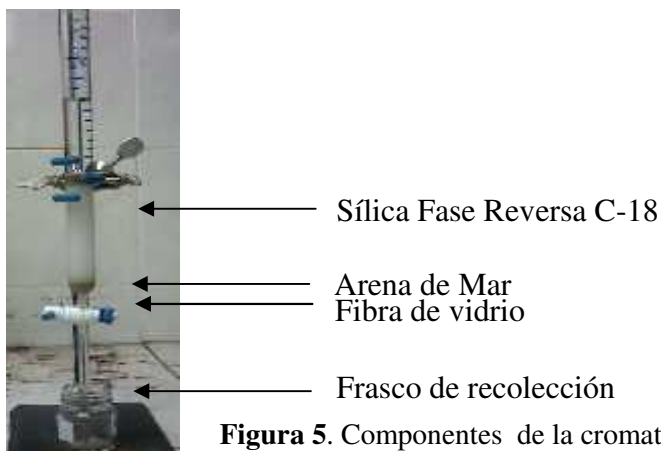 Sílica Fase Reversa C-18
Arena de Mar
Fibra de vidrio
Frasco de recolección
Figura 5. Componentes de la cromat